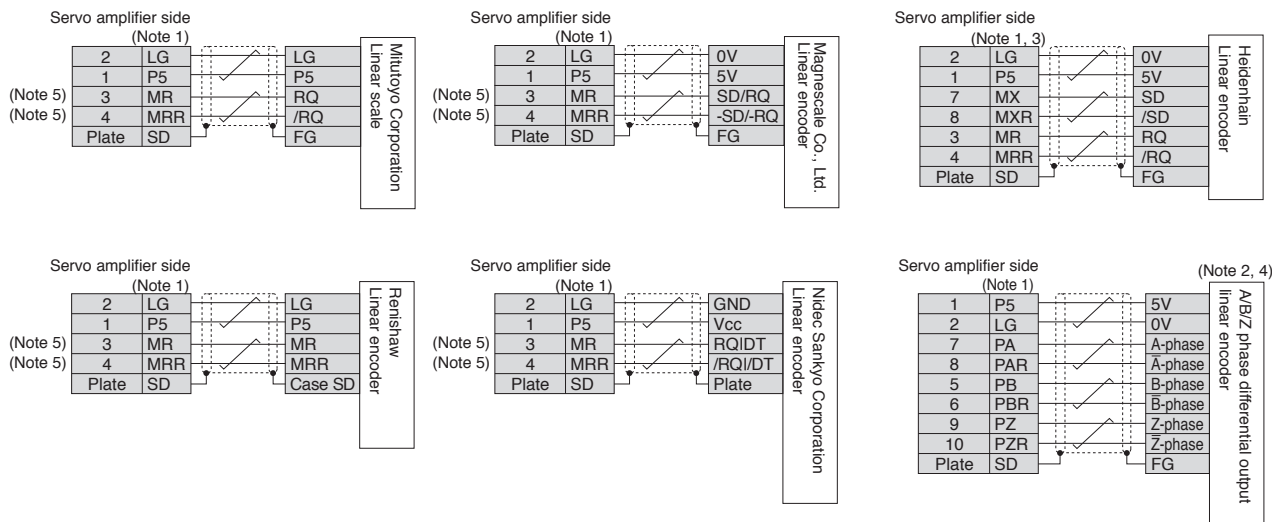 Servo amplifier side
(Note 1)
2 LG LG
1 P5 P5
(Note 5) 3 MR RQ
(Note 5) 4 MRR /RQ
Plate SD FG
Mitutoyo Corporation
Linear scale
Servo amplifier side
(Note 1)
2 LG 0V
1 P5 5V
(Note 5) 3 MR SD/RQ
(Note 5) 4 MRR -SD/-RQ
Plate SD FG
Magnescale Co., Ltd.
Linear encoder
Servo amplifier side
(Note 1, 3)
2 LG 0V
1 P5 5V
7 MX SD
8 MXR /SD
3 MR RQ
4 MRR /RQ
Plate SD FG
Heidenhain
Linear encoder
Servo amplifier side
(Note 1)
2 LG LG
1 P5 P5
(Note 5) 3 MR MR
(Note 5) 4 MRR MRR
Plate SD Case SD
Renishaw
Linear encoder
Servo amplifier side
(Note 1)
2 LG GND
1 P5 Vcc
(Note 5) 3 MR RQIDT
(Note 5) 4 MRR /RQI/DT
Plate SD Plate
Nidec Sankyo Corporation
Linear encoder
Servo amplifier side
(Note 1)
(Note 2, 4)
1 P5 5V
2 LG 0V
7 PA A-phase
8 PAR A̅-phase
5 PB B-phase
6 PBR B̅-phase
9 PZ Z-phase
10 PZR Z̅-phase
Plate SD FG
A/B/Z phase differential output
linear encoder